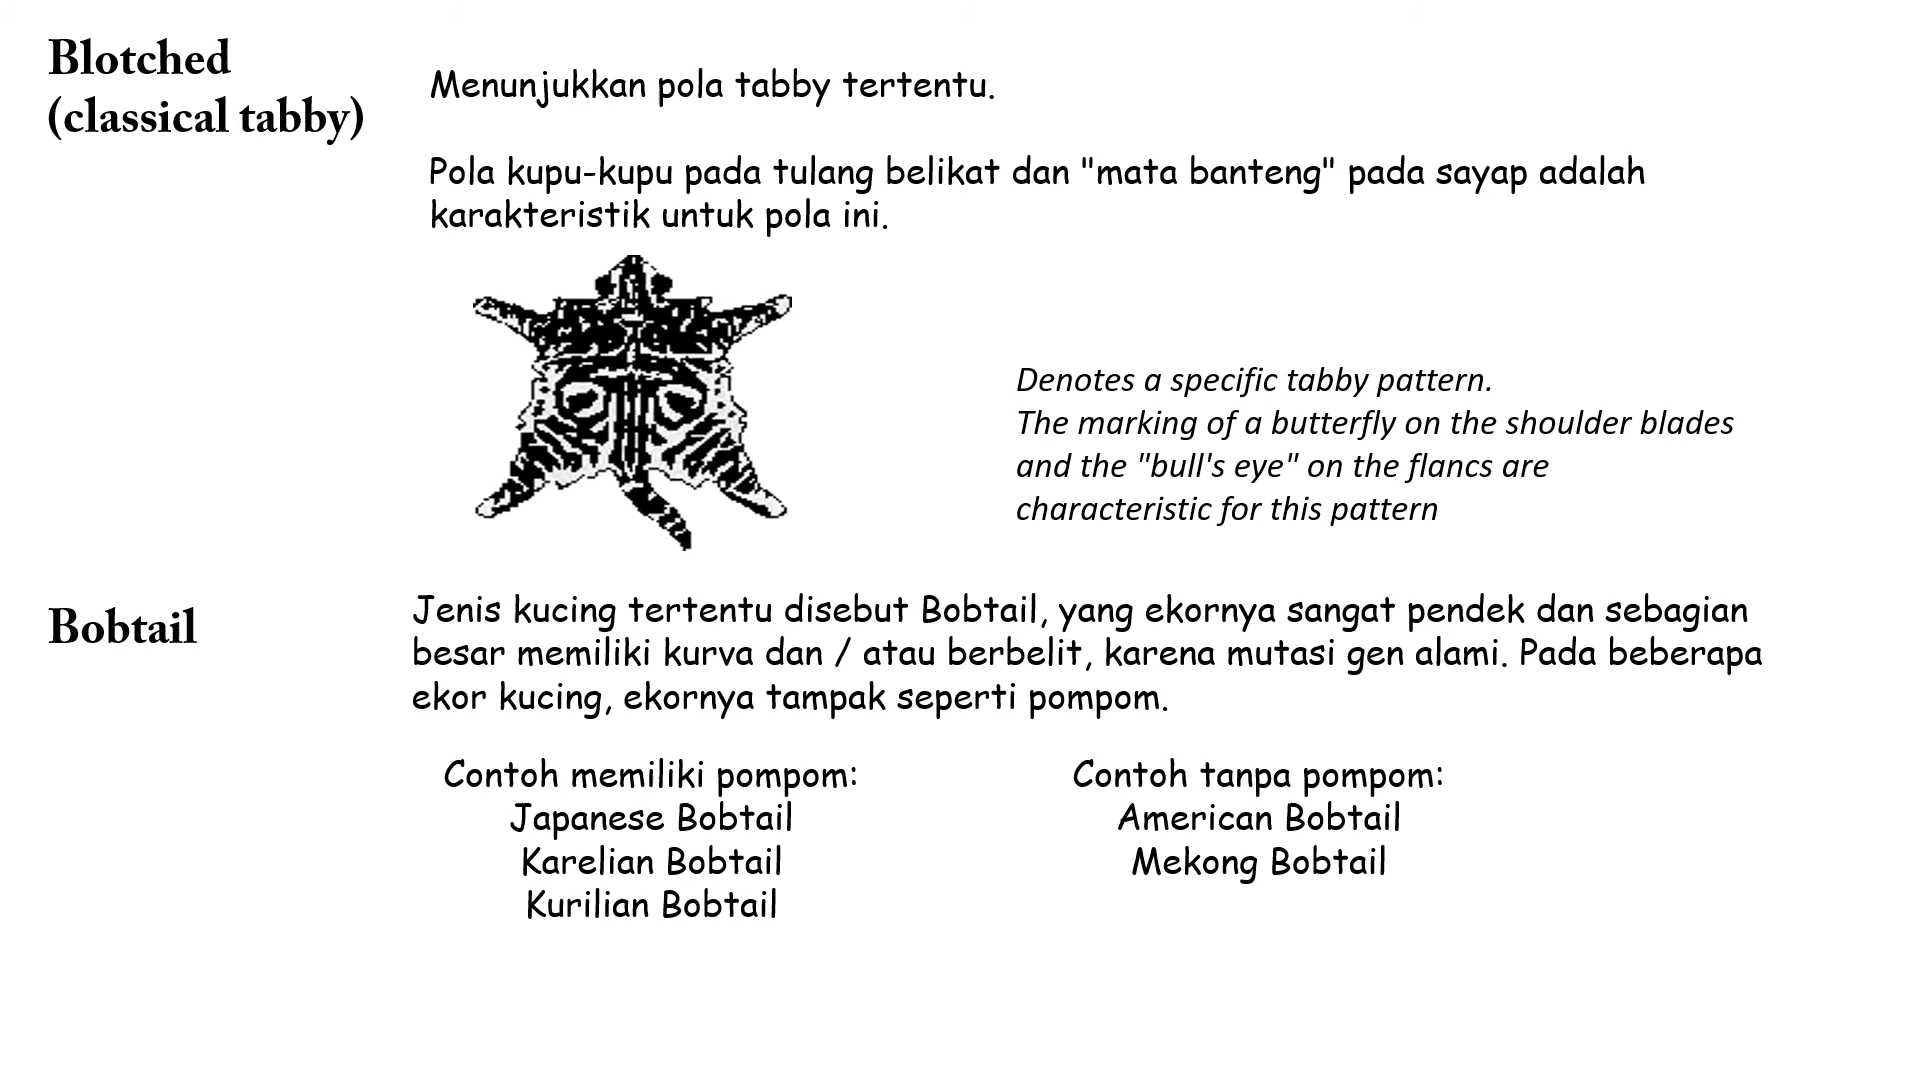 Blotched
(classical tabby)
Menunjukkan pola tabby tertentu.
Pola kupu-kupu pada tulang belikat dan "mata banteng" pada sayap adalah
karakteristik untuk pola ini.
Denotes a specific tabby pattern.
The marking of a butterfly on the shoulder blades
and the "bull's eye" on the flancs are
characteristic for this pattern
Bobtail
Jenis kucing tertentu disebut Bobtail, yang ekornya sangat pendek dan sebagian
besar memiliki kurva dan / atau berbelit, karena mutasi gen alami. Pada beberapa
ekor kucing, ekornya tampak seperti pompom.
Contoh memiliki pompom:
Japanese Bobtail
Karelian Bobtail
Kurilian Bobtail
Contoh tanpa pompom:
American Bobtail
Mekong Bobtail